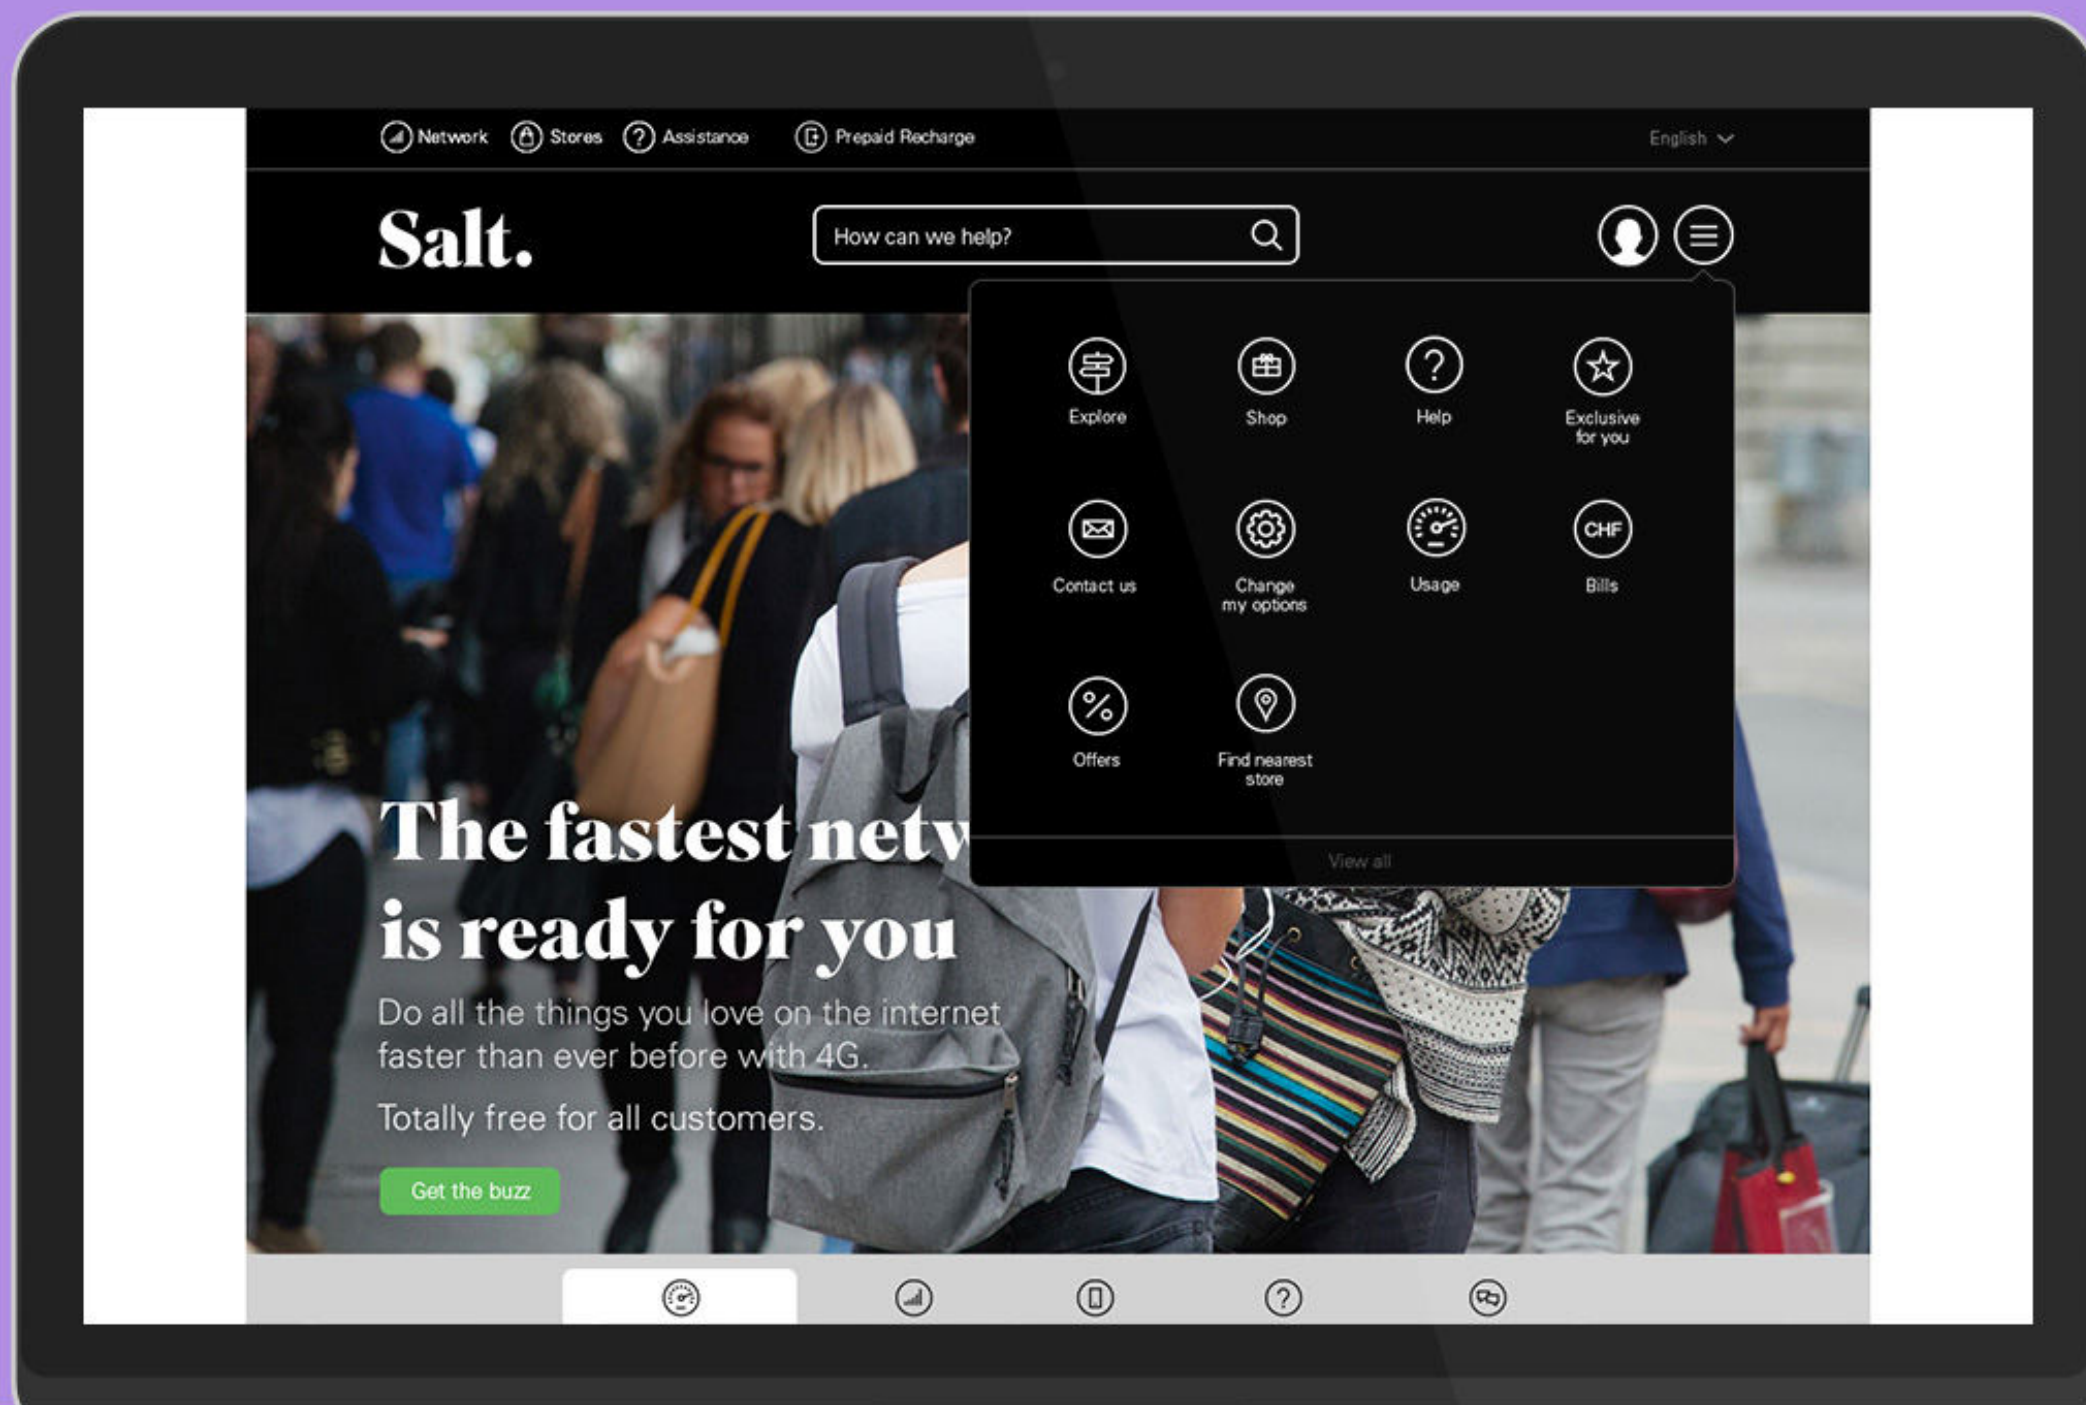 Network Stores Assistance Prepaid Recharge English
Salt.
How can we help?
Explore Shop Help Exclusive
for you
Contact us Change
my options Usage Bills
CHF
Offers Find nearest
store
View all
The fastest netw
is ready for you
Do all the things you love on the internet
faster than ever before with 4G.
Totally free for all customers.
Get the buzz